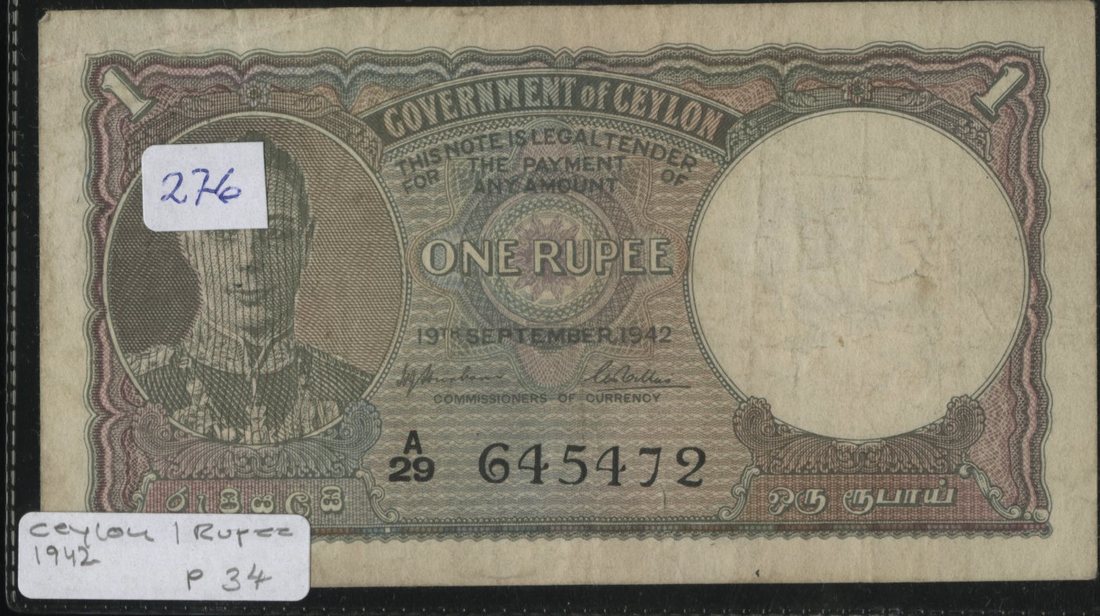 1
1
GOVERNMENT of CEYLON
THIS NOTE IS LEGAL TENDER
FOR THE PAYMENT OF
ANY AMOUNT
276
ONE RUPEE
19TH SEPTEMBER, 1942
COMMISSIONERS OF CURRENCY
A/29 645472
රුපියලයි
ஒரு ரூபாய்
Ceylon 1 Rupee
1942
P 34